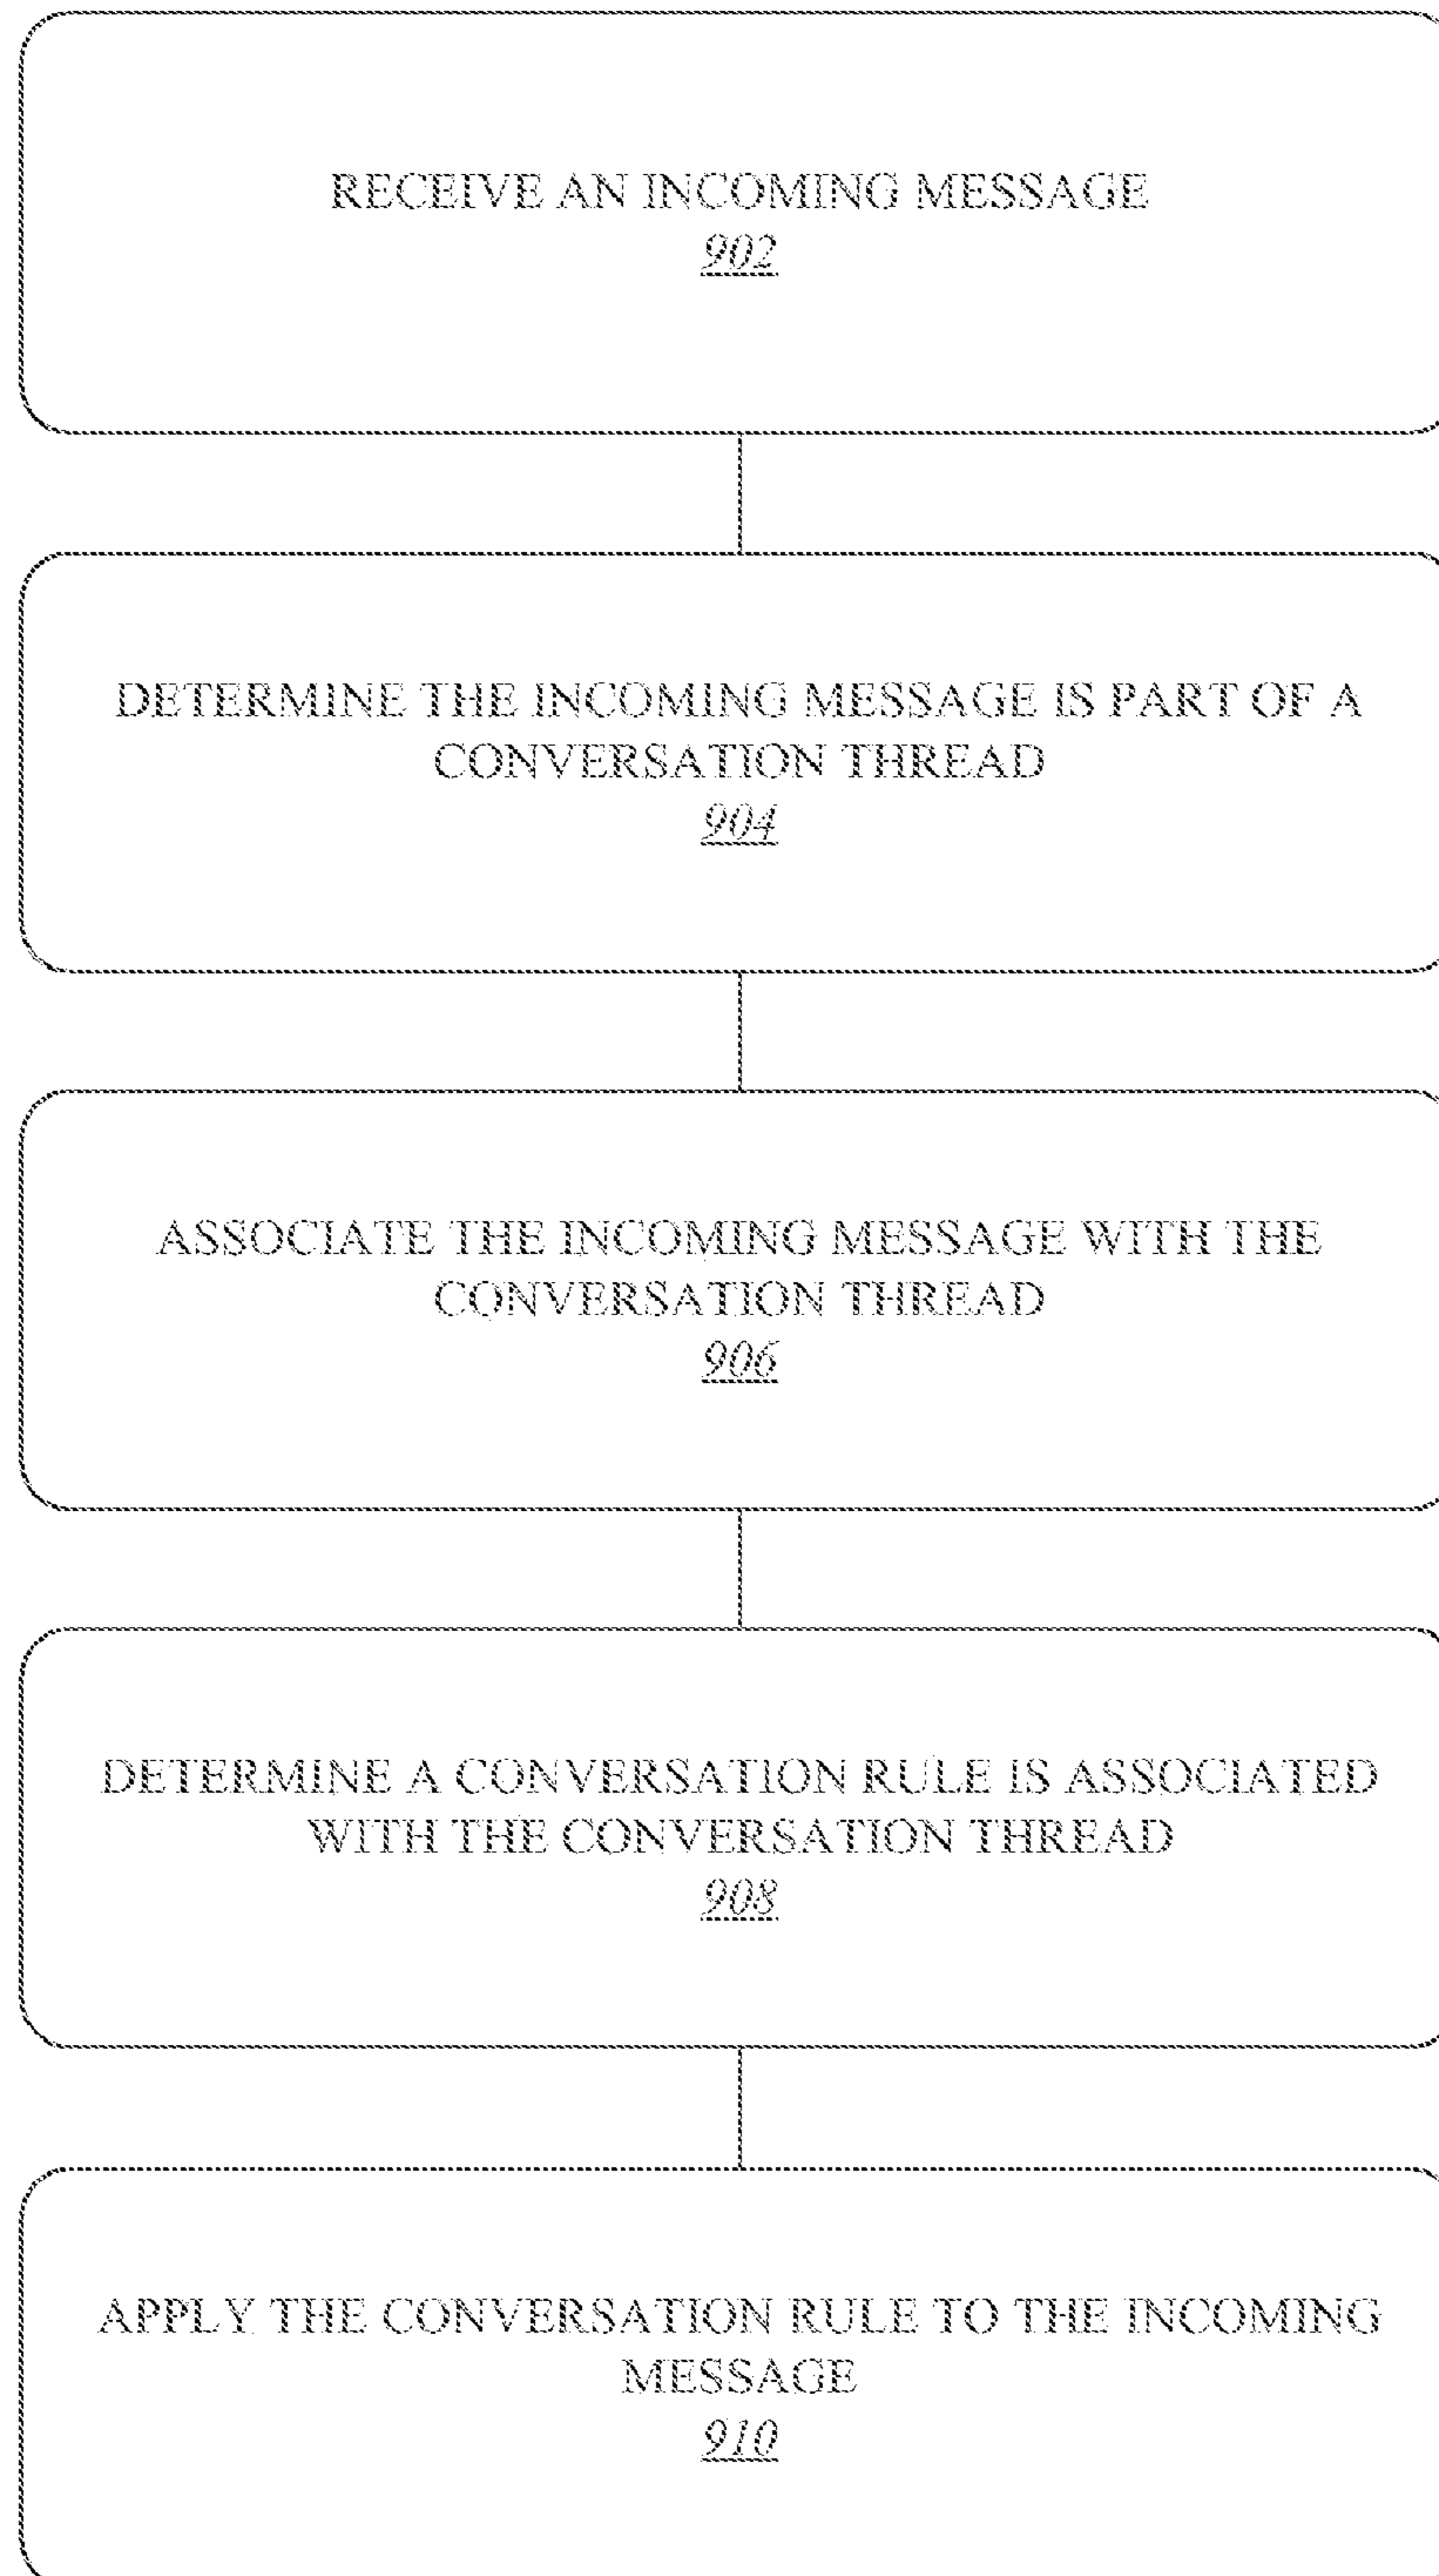 RECEIVE AN INCOMING MESSAGE
902
DETERMINE THE INCOMING MESSAGE IS PART OF A
CONVERSATION THREAD
904
ASSOCIATE THE INCOMING MESSAGE WITH THE
CONVERSATION THREAD
906
DETERMINE A CONVERSATION RULE IS ASSOCIATED
WITH THE CONVERSATION THREAD
908
APPLY THE CONVERSATION RULE TO THE INCOMING
MESSAGE
910